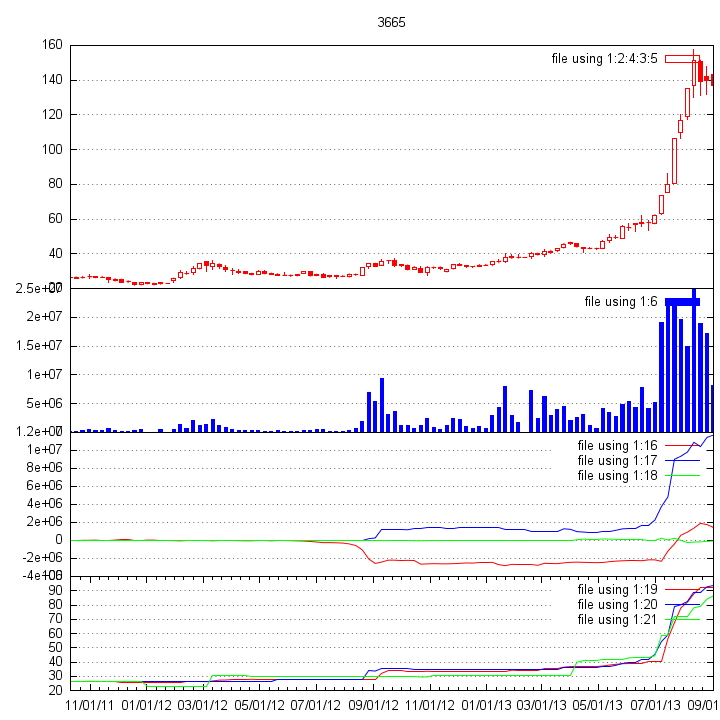 3665
160
file using 1:2:4:3:5
140
120
100
80
60
40
20
2.5e+07
file using 1:6
2e+07
1.5e+07
1e+07
5e+06
0
1.2e+07
file using 1:16
1e+07
file using 1:17
8e+06
file using 1:18
6e+06
4e+06
2e+06
0
-2e+06
-4e+06
90
file using 1:19
80
file using 1:20
70
file using 1:21
60
50
40
30
20
11/01/11 01/01/12 03/01/12 05/01/12 07/01/12 09/01/12 11/01/12 01/01/13 03/01/13 05/01/13 07/01/13 09/01